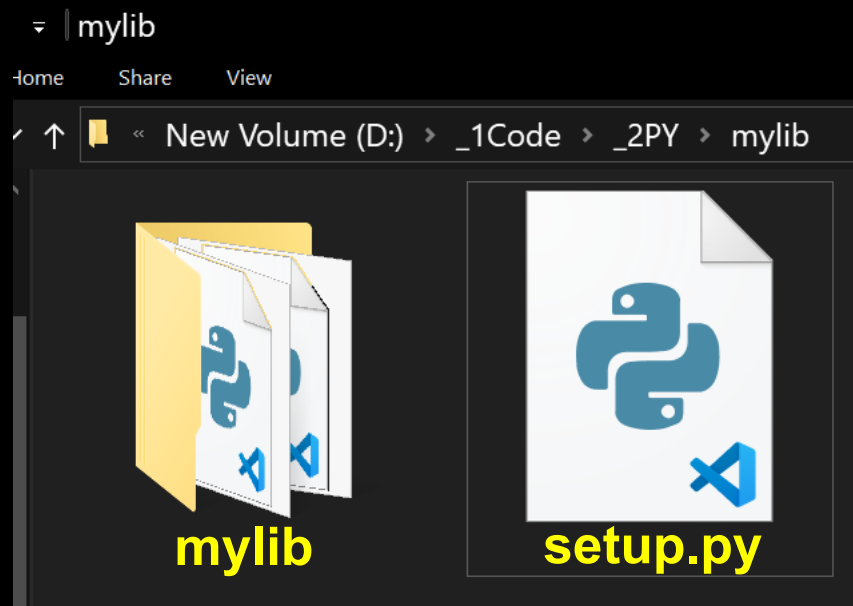 mylib
Home Share View
« New Volume (D:) > _1Code > _2PY > mylib
mylib setup.py